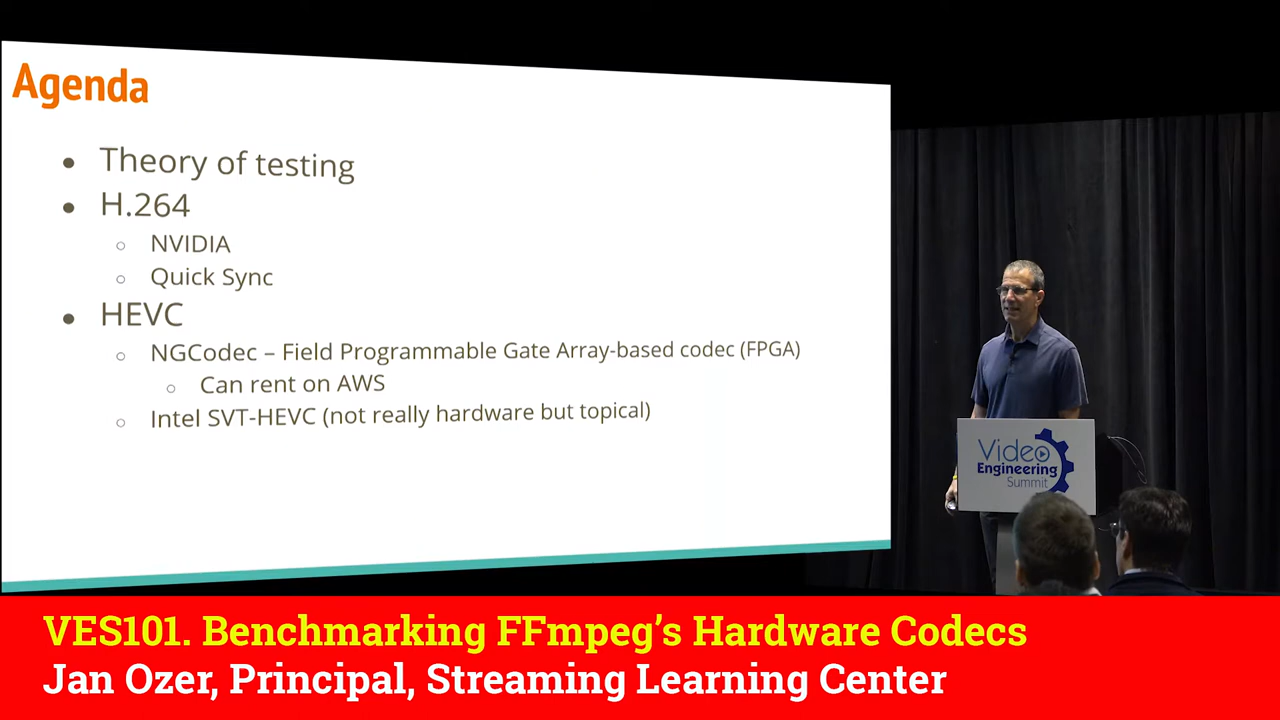 Agenda
• Theory of testing
• H.264
○ NVIDIA
○ Quick Sync
• HEVC
○ NGCodec – Field Programmable Gate Array-based codec (FPGA)
○ Can rent on AWS
○ Intel SVT-HEVC (not really hardware but topical)
Video
Engineering
Summit
VES101. Benchmarking FFmpeg’s Hardware Codecs
Jan Ozer, Principal, Streaming Learning Center